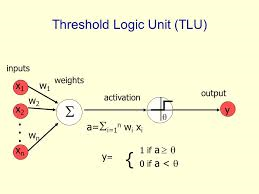 Threshold Logic Unit (TLU)
inputs
x1 w1 weights
w2
x2
wn
xn
Σ
activation
a=Σi=1n wi xi
θ
output
y
y= { 1 if a ≥ θ
0 if a < θ